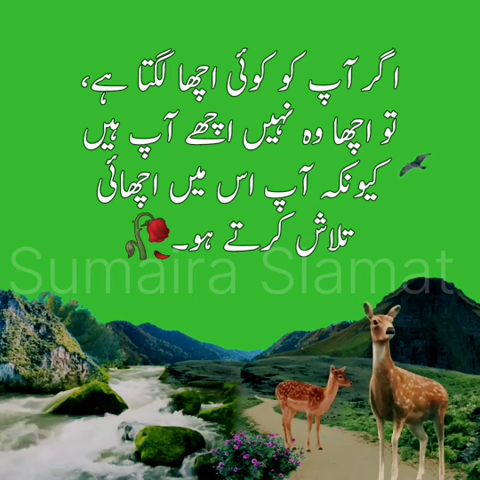 اگر آپ کو کوئی اچھا لگتا ہے،
تو اچھا وہ نہیں اچھے آپ ہیں
کیونکہ آپ اس میں اچھائی
تلاش کرتے ہو۔🥀
Sumaira Slamat